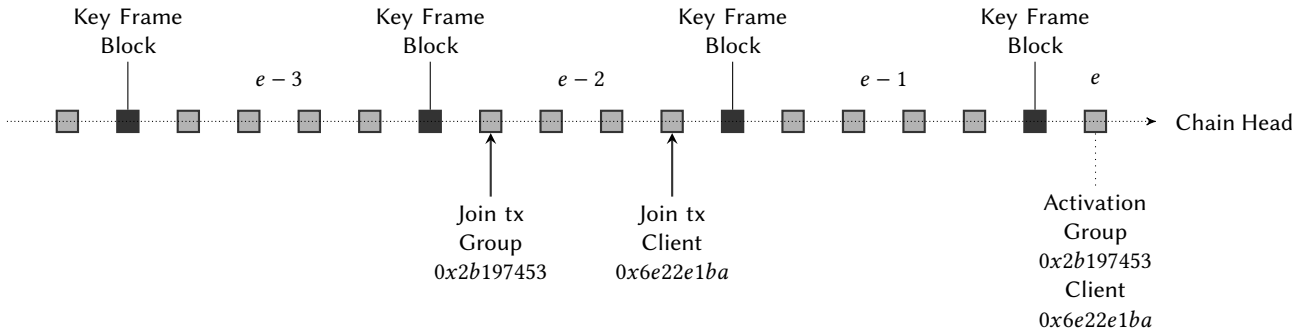 Key Frame
Block
Key Frame
Block
Key Frame
Block
Key Frame
Block
e − 3
e − 2
e − 1
e
Chain Head
Join tx
Group
0x2b197453
Join tx
Client
0x6e22e1ba
Activation
Group
0x2b197453
Client
0x6e22e1ba